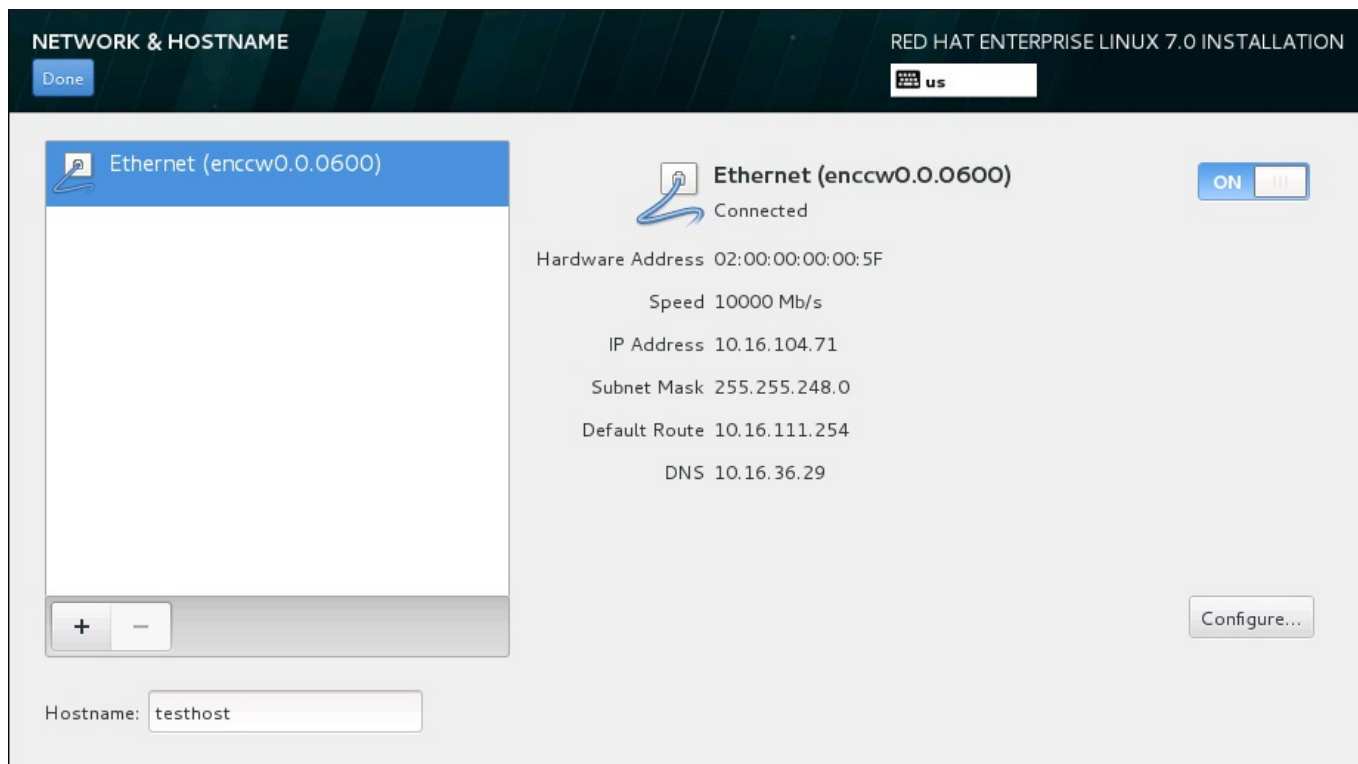 NETWORK & HOSTNAME
RED HAT ENTERPRISE LINUX 7.0 INSTALLATION
Done
us
Ethernet (enccw0.0.0600)
Ethernet (enccw0.0.0600)
ON
Connected
Hardware Address 02:00:00:00:00:5F
Speed 10000 Mb/s
IP Address 10.16.104.71
Subnet Mask 255.255.248.0
Default Route 10.16.111.254
DNS 10.16.36.29
+ −
Configure...
Hostname: testhost